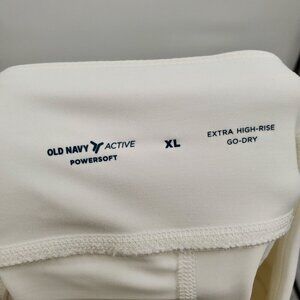 OLD NAVY ACTIVE
POWERSOFT
XL
EXTRA HIGH-RISE
GO-DRY